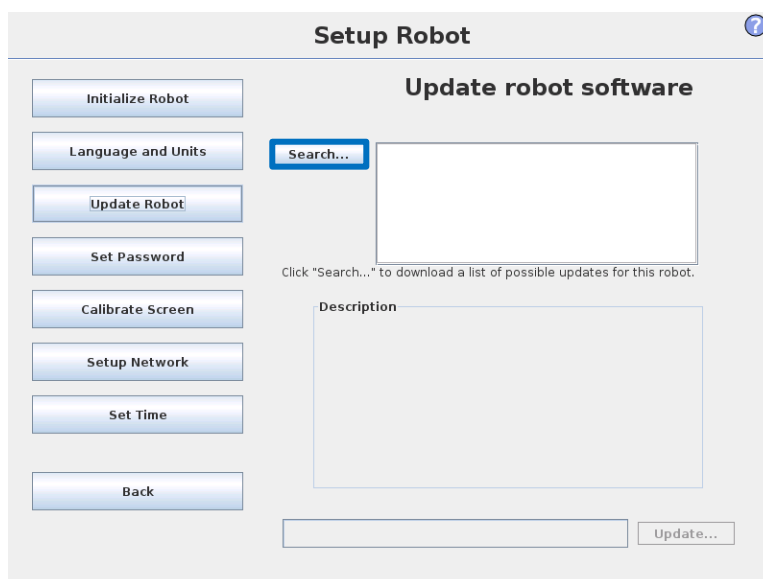 Setup Robot
?
Initialize Robot
Language and Units
Update Robot
Set Password
Calibrate Screen
Setup Network
Set Time
Back
Update robot software
Search...
Click "Search..." to download a list of possible updates for this robot.
Description
Update...